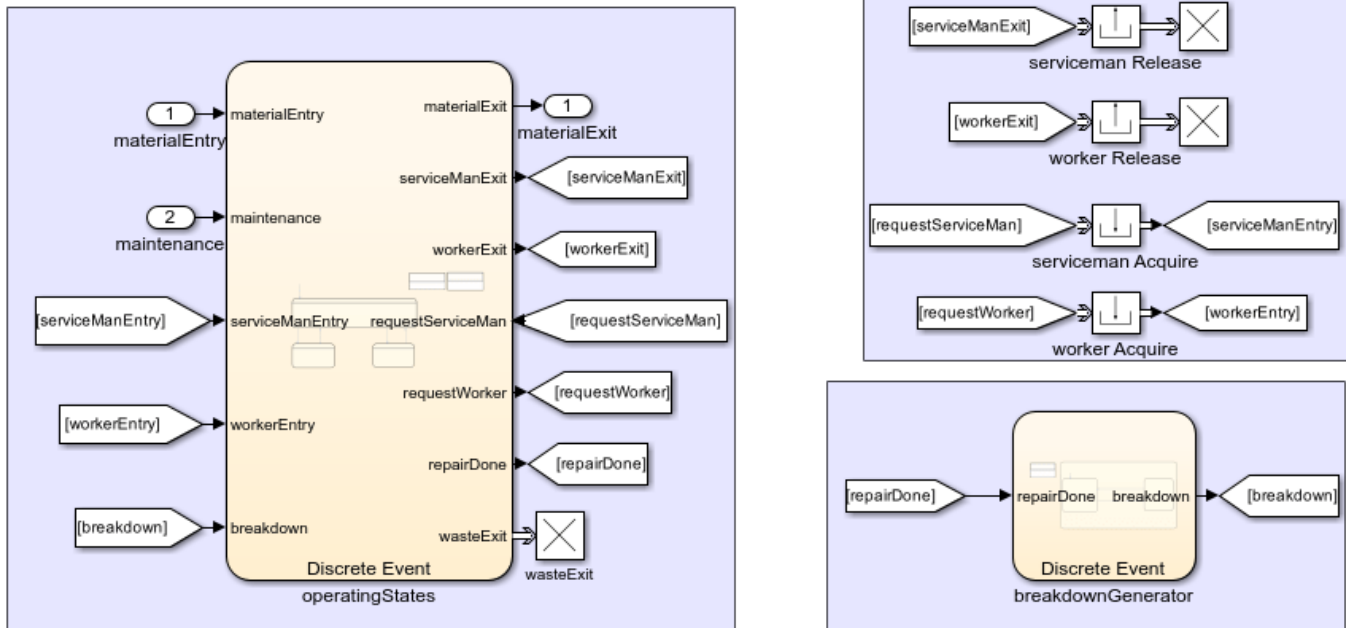 1
materialEntry
materialEntry
materialExit
1
materialExit
serviceManExit
[serviceManExit]
2
maintenance
maintenance
workerExit
[workerExit]
[serviceManEntry]
serviceManEntry
requestServiceMan
[requestServiceMan]
requestWorker
[requestWorker]
[workerEntry]
workerEntry
repairDone
[repairDone]
[breakdown]
breakdown
wasteExit
wasteExit
Discrete Event
operatingStates
[serviceManExit]
serviceman Release
[workerExit]
worker Release
[requestServiceMan]
[serviceManEntry]
serviceman Acquire
[requestWorker]
[workerEntry]
worker Acquire
[repairDone]
repairDone
breakdown
[breakdown]
Discrete Event
breakdownGenerator